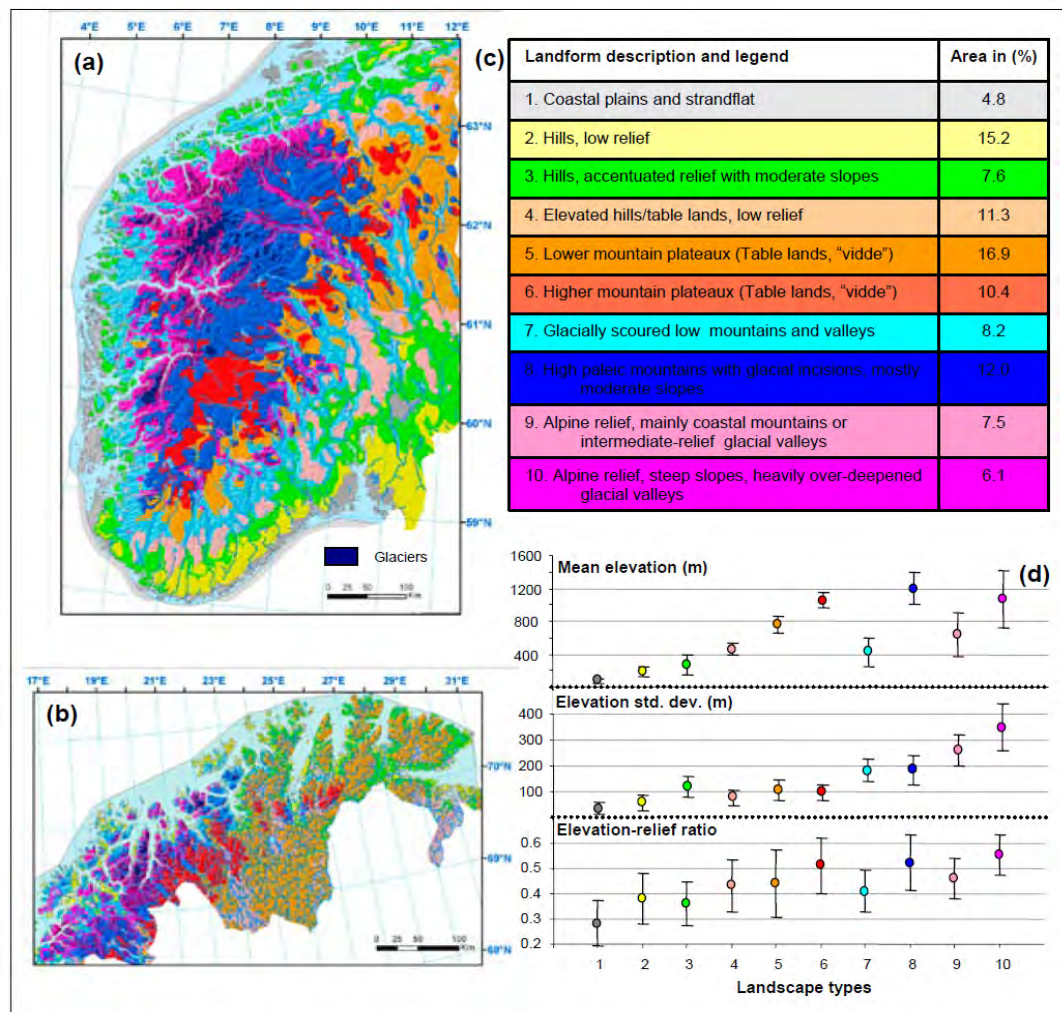 4°E 5°E 6°E 7°E 8°E 9°E 10°E 11°E 12°E
(a)
63°N
62°N
61°N
60°N
59°N
Glaciers
0 25 50 100
Km
17°E 19°E 21°E 23°E 25°E 27°E 29°E 31°E
(b)
70°N
69°N
68°N
0 25 50 100
Km
(c)
Landform description and legend Area in (%)
1. Coastal plains and strandflat 4.8
2. Hills, low relief 15.2
3. Hills, accentuated relief with moderate slopes 7.6
4. Elevated hills/table lands, low relief 11.3
5. Lower mountain plateaux (Table lands, “vidde”) 16.9
6. Higher mountain plateaux (Table lands, “vidde”) 10.4
7. Glacially scoured low mountains and valleys 8.2
8. High paleic mountains with glacial incisions, mostly 12.0
moderate slopes
9. Alpine relief, mainly coastal mountains or 7.5
intermediate-relief glacial valleys
10. Alpine relief, steep slopes, heavily over-deepened 6.1
glacial valleys
(d)
Mean elevation (m)
1600
1200
800
400
Elevation std. dev. (m)
400
300
200
100
Elevation-relief ratio
0.6
0.5
0.4
0.3
0.2
1 2 3 4 5 6 7 8 9 10
Landscape types